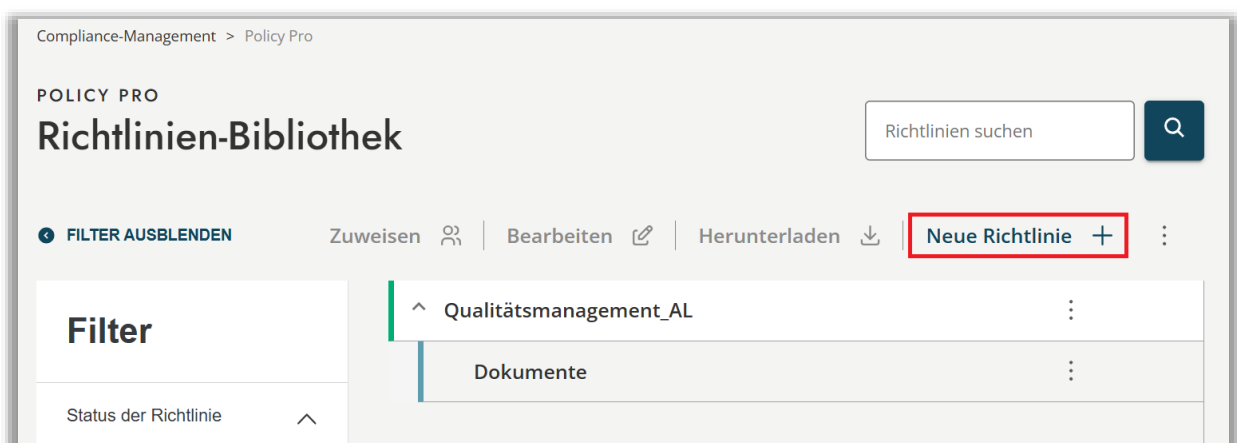 Compliance-Management > Policy Pro
POLICY PRO
Richtlinien-Bibliothek
Richtlinien suchen
FILTER AUSBLENDEN
Zuweisen | Bearbeiten | Herunterladen | Neue Richtlinie +
Filter
Status der Richtlinie
Qualitätsmanagement_AL
Dokumente